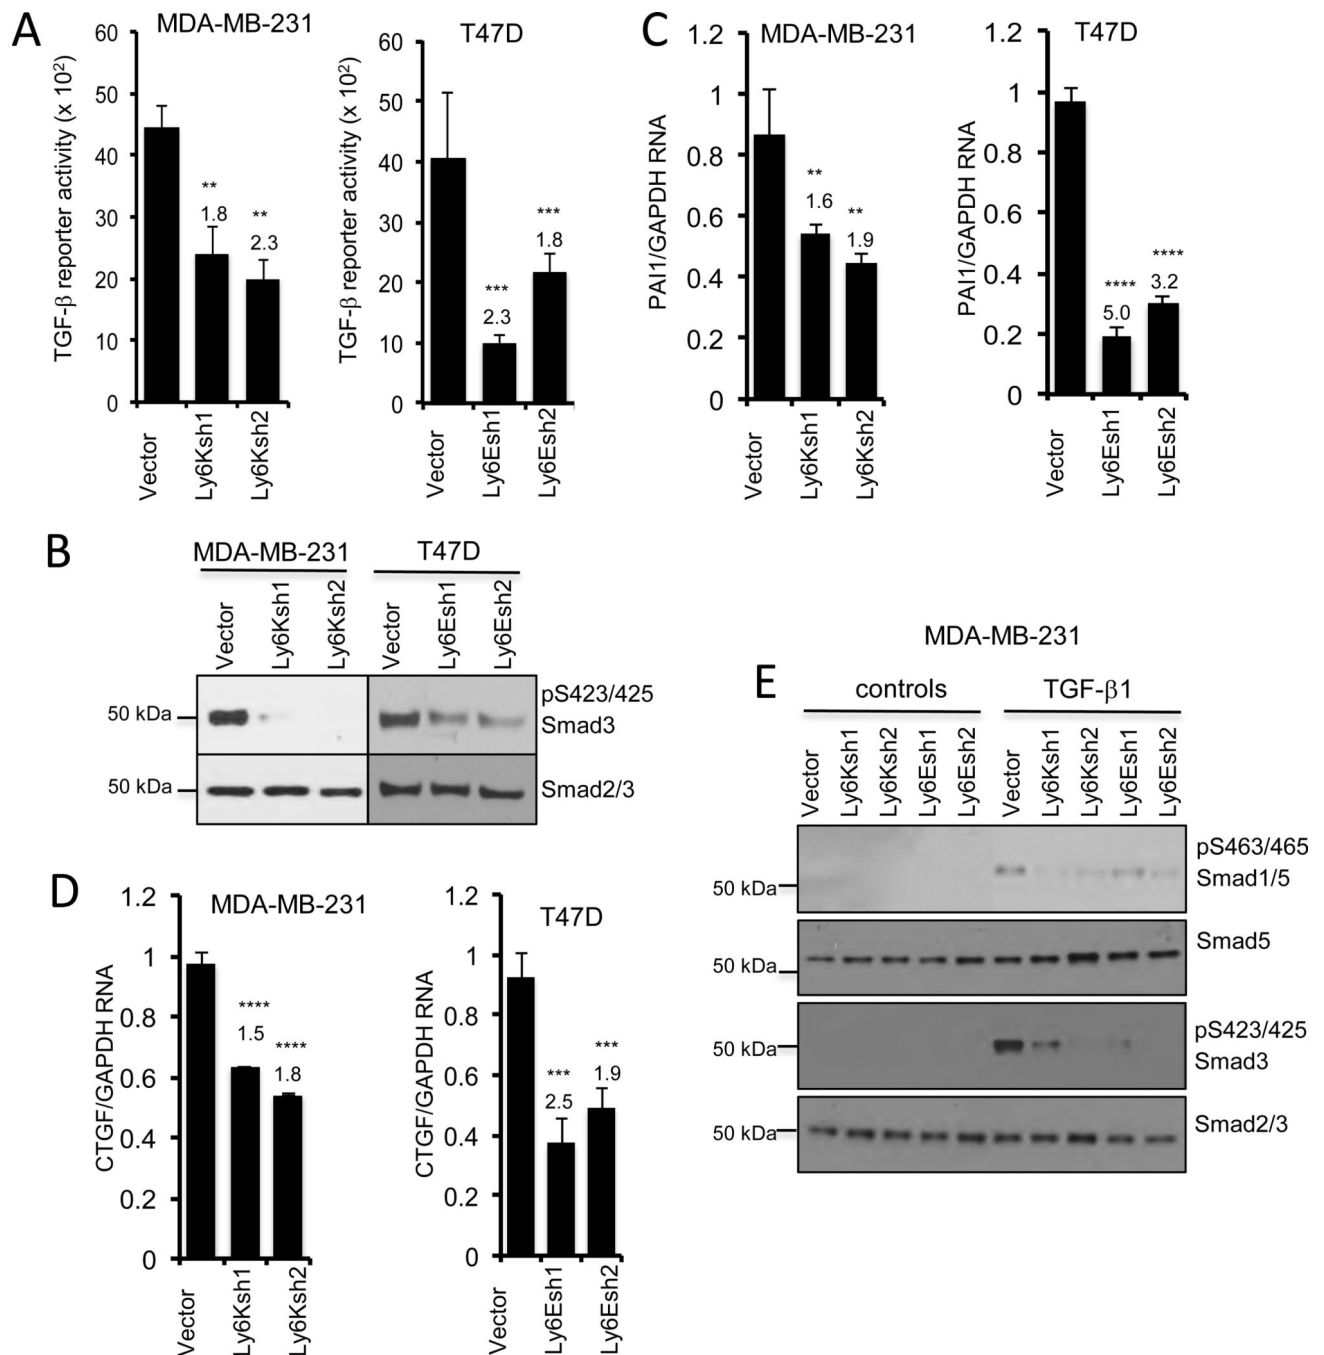 A
MDA-MB-231
TGF-β reporter activity (x 10²)
60
50
40
30
20
10
0
**
1.8
**
2.3
Vector
Ly6Ksh1
Ly6Ksh2
T47D
TGF-β reporter activity (x 10²)
60
50
40
30
20
10
0
***
2.3
***
1.8
Vector
Ly6Esh1
Ly6Esh2
C
MDA-MB-231
PAI1/GAPDH RNA
1.2
1
0.8
0.6
0.4
0.2
0
**
1.6
**
1.9
Vector
Ly6Ksh1
Ly6Ksh2
T47D
PAI1/GAPDH RNA
1.2
1
0.8
0.6
0.4
0.2
0
****
5.0
****
3.2
Vector
Ly6Esh1
Ly6Esh2
B
MDA-MB-231
T47D
Vector
Ly6Ksh1
Ly6Ksh2
Vector
Ly6Esh1
Ly6Esh2
50 kDa
pS423/425
Smad3
50 kDa
Smad2/3
D
MDA-MB-231
CTGF/GAPDH RNA
1.2
1
0.8
0.6
0.4
0.2
0
****
1.5
****
1.8
Vector
Ly6Ksh1
Ly6Ksh2
T47D
CTGF/GAPDH RNA
1.2
1
0.8
0.6
0.4
0.2
0
***
2.5
***
1.9
Vector
Ly6Esh1
Ly6Esh2
MDA-MB-231
E
controls
TGF-β1
Vector
Ly6Ksh1
Ly6Ksh2
Ly6Esh1
Ly6Esh2
Vector
Ly6Ksh1
Ly6Ksh2
Ly6Esh1
Ly6Esh2
50 kDa
pS463/465
Smad1/5
50 kDa
Smad5
50 kDa
pS423/425
Smad3
50 kDa
Smad2/3